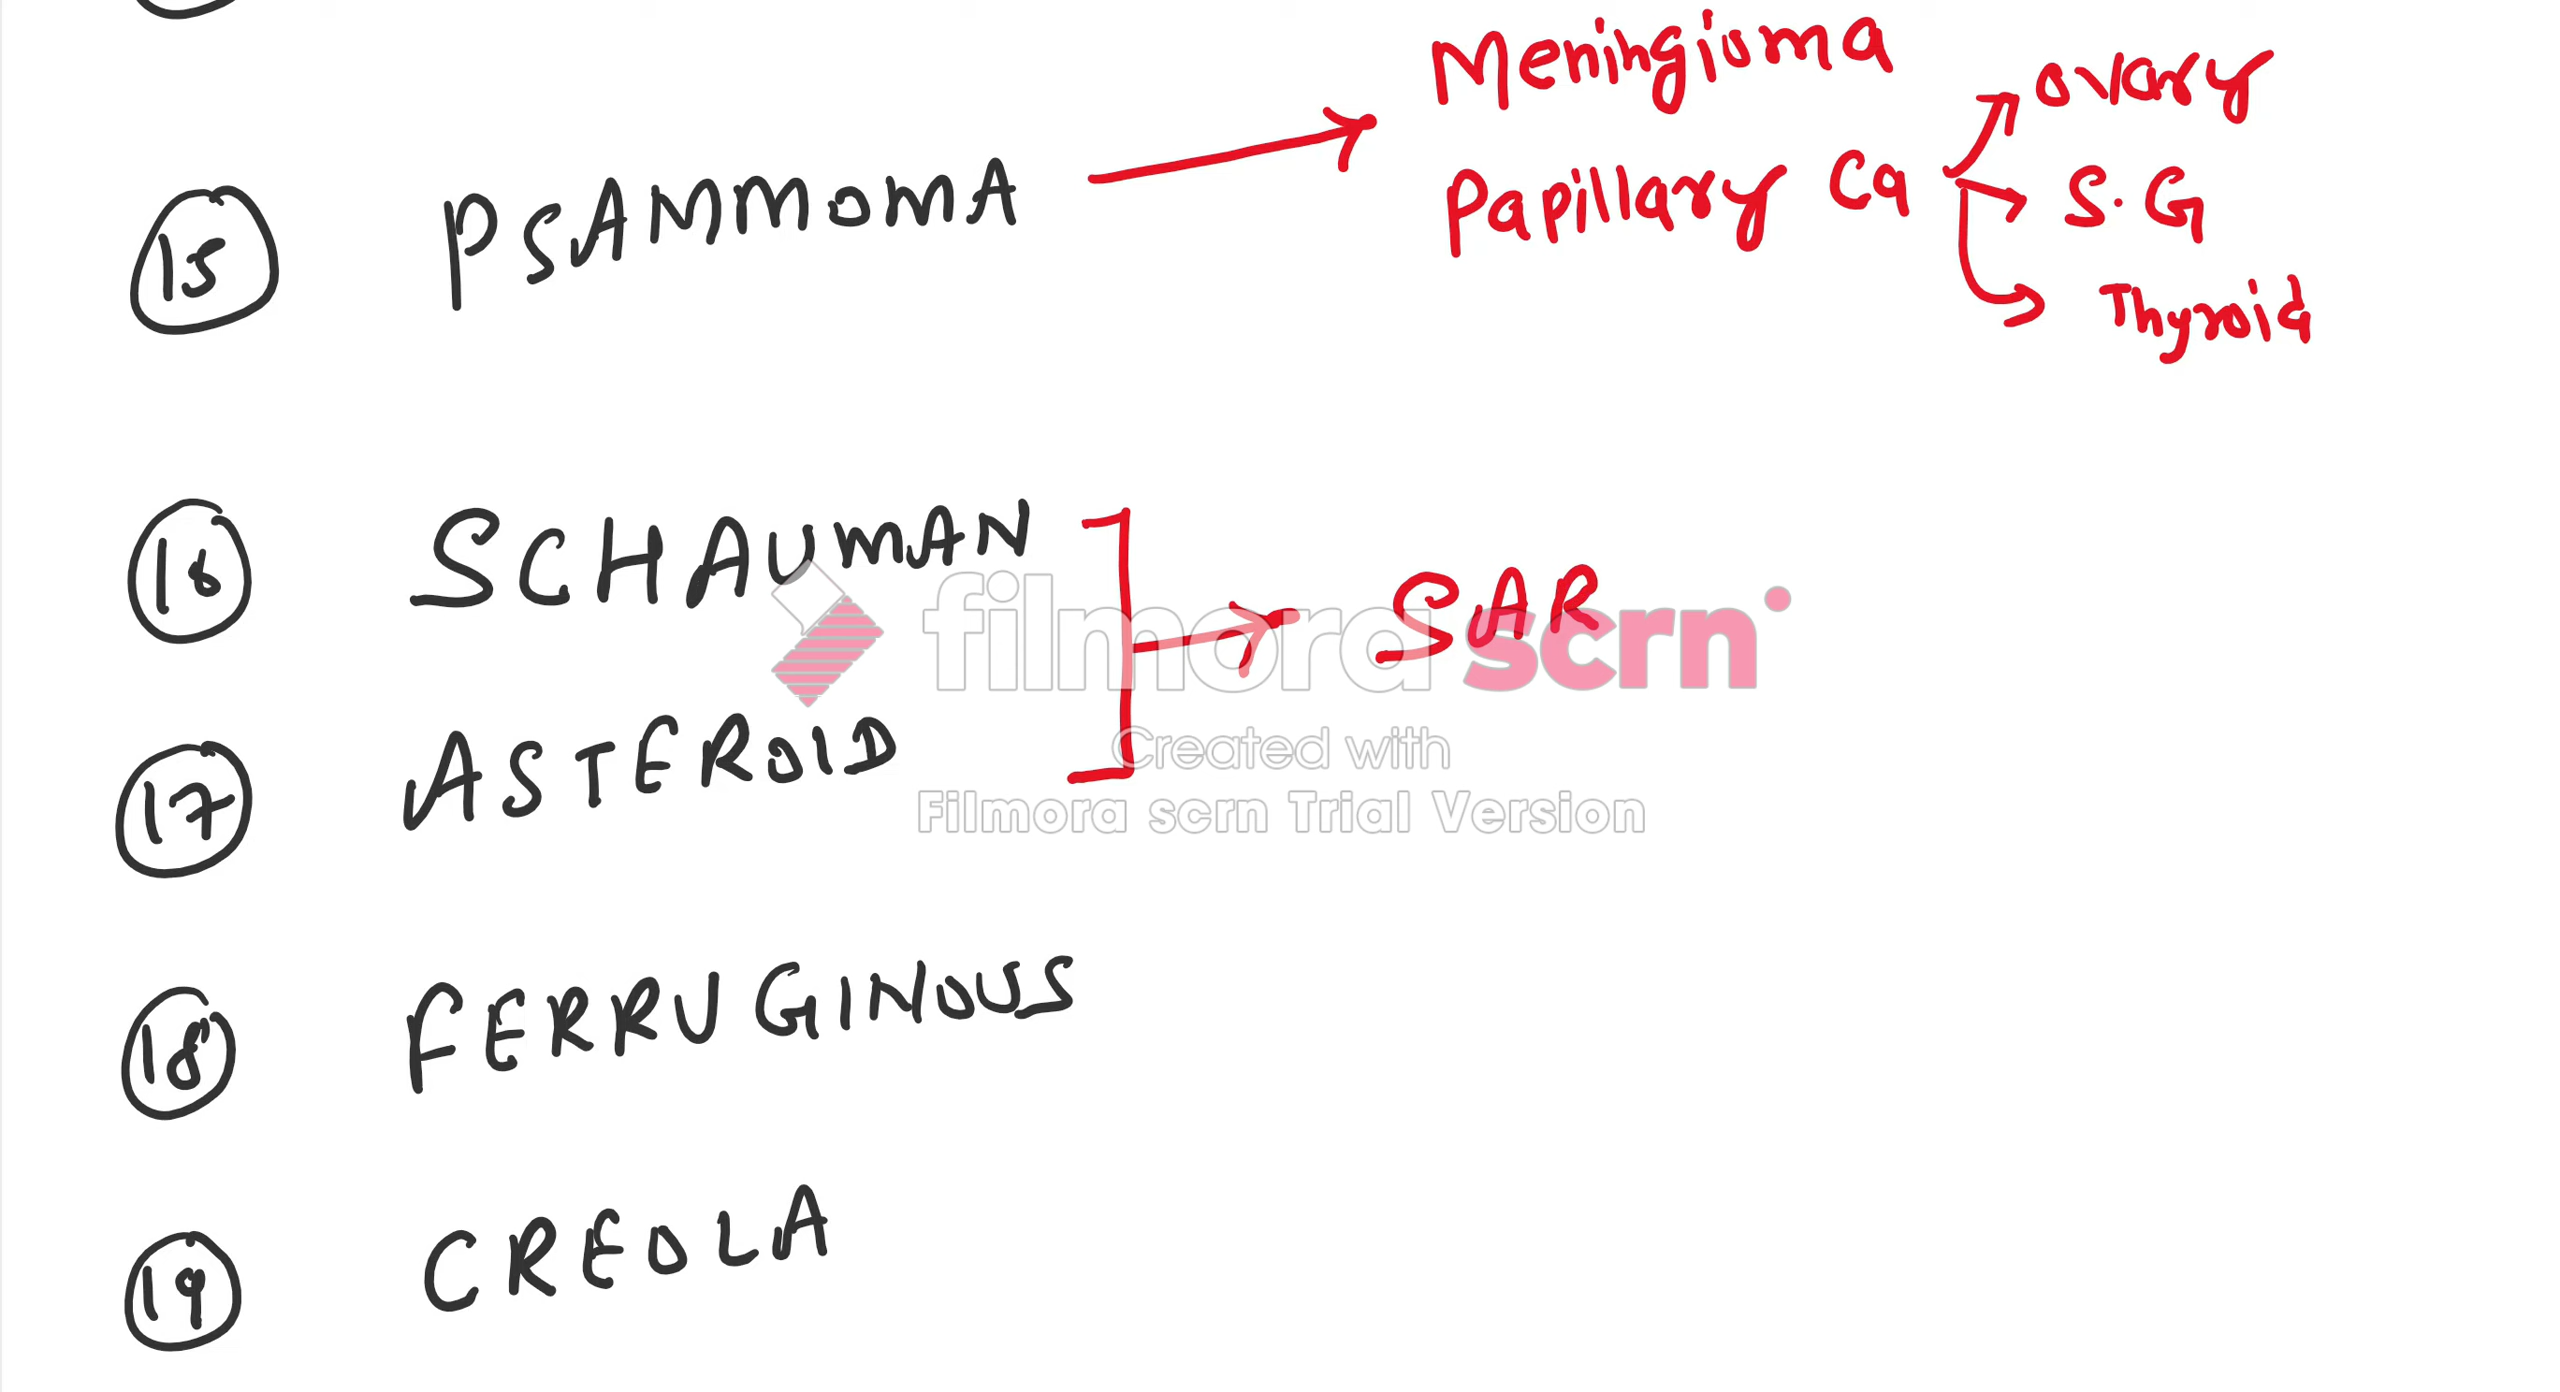 Meningioma
ovary
15 PSAMMOMA
Papillary Ca
S.G
Thyroid
16 SCHAUMAN
SAR
filmora scrn
17 ASTEROID
Created with
Filmora scrn Trial Version
18 FERRUGINOUS
19 CREOLA